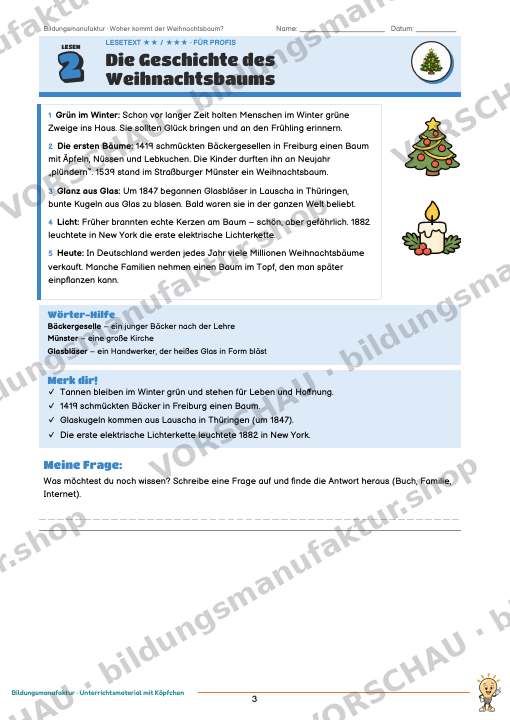 Bildungsmanufaktur · Woher kommt der Weihnachtsbaum?
Name: ____________________ Datum: __________
LESEN
2
LESETEXT ★★ / ★★★ · FÜR PROFIS
Die Geschichte des
Weihnachtsbaums
1 Grün im Winter: Schon vor langer Zeit holten Menschen im Winter grüne
Zweige ins Haus. Sie sollten Glück bringen und an den Frühling erinnern.
2 Die ersten Bäume: 1419 schmückten Bäckergesellen in Freiburg einen Baum
mit Äpfeln, Nüssen und Lebkuchen. Die Kinder durften ihn an Neujahr
„plündern“. 1539 stand im Straßburger Münster ein Weihnachtsbaum.
3 Glanz aus Glas: Um 1847 begannen Glasbläser in Lauscha in Thüringen,
bunte Kugeln aus Glas zu blasen. Bald waren sie in der ganzen Welt beliebt.
4 Licht: Früher brannten echte Kerzen am Baum – schön, aber gefährlich. 1882
leuchtete in New York die erste elektrische Lichterkette.
5 Heute: In Deutschland werden jedes Jahr viele Millionen Weihnachtsbäume
verkauft. Manche Familien nehmen einen Baum im Topf, den man später
einpflanzen kann.
Wörter-Hilfe
Bäckergeselle – ein junger Bäcker nach der Lehre
Münster – eine große Kirche
Glasbläser – ein Handwerker, der heißes Glas in Form bläst
Merk dir!
✓ Tannen bleiben im Winter grün und stehen für Leben und Hoffnung.
✓ 1419 schmückten Bäcker in Freiburg einen Baum.
✓ Glaskugeln kommen aus Lauscha in Thüringen (um 1847).
✓ Die erste elektrische Lichterkette leuchtete 1882 in New York.
Meine Frage:
Was möchtest du noch wissen? Schreibe eine Frage auf und finde die Antwort heraus (Buch, Familie,
Internet).
Bildungsmanufaktur · Unterrichtsmaterial mit Köpfchen
3
VORSCHAU · bildungsmanufaktur.shop